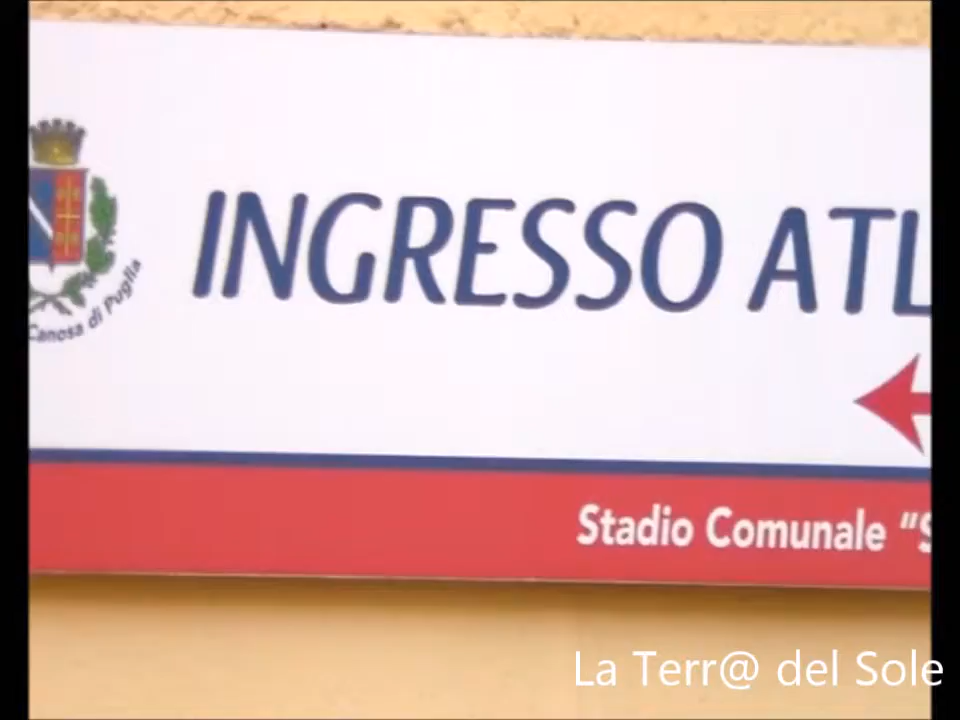 INGRESSO ATL
Canosa di Puglia
Stadio Comunale "S
La Terr@ del Sole